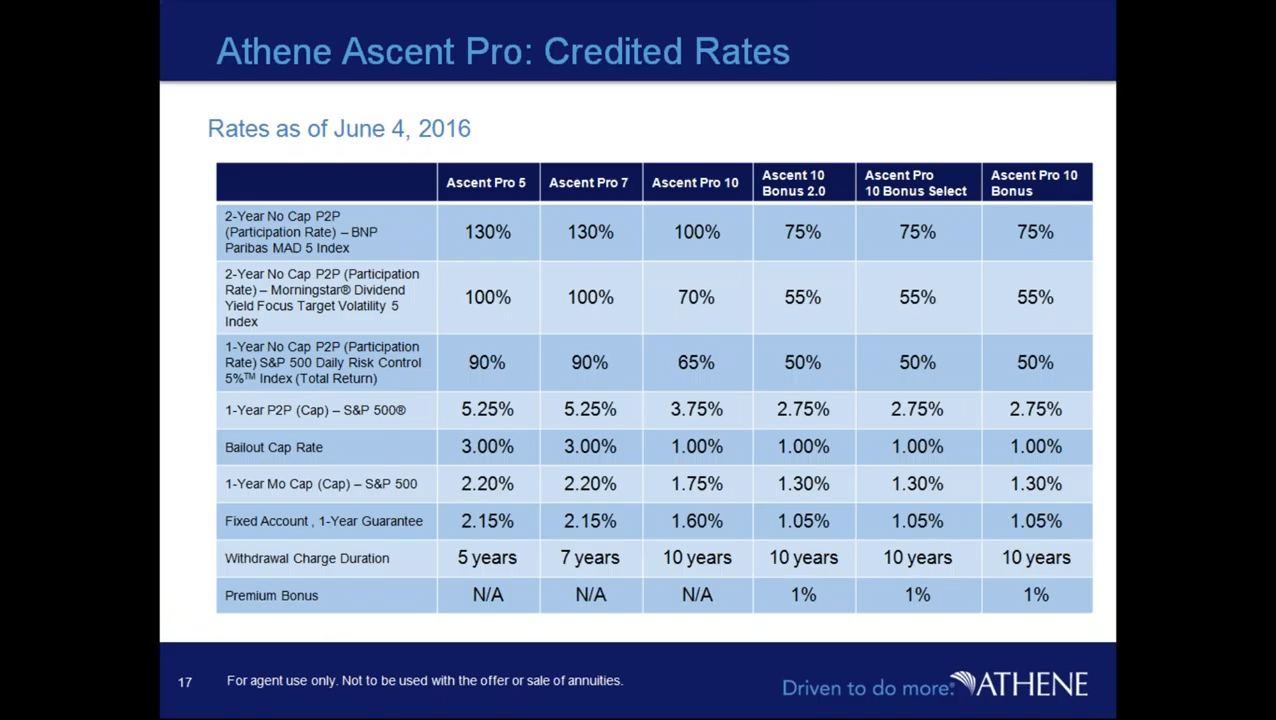 Athene Ascent Pro: Credited Rates
Rates as of June 4, 2016
Ascent Pro 5 Ascent Pro 7 Ascent Pro 10 Ascent 10 Bonus 2.0 Ascent Pro 10 Bonus Select Ascent Pro 10 Bonus
2-Year No Cap P2P
(Participation Rate) – BNP
Paribas MAD 5 Index
130% 130% 100% 75% 75% 75%
2-Year No Cap P2P (Participation
Rate) – Morningstar® Dividend
Yield Focus Target Volatility 5
Index
100% 100% 70% 55% 55% 55%
1-Year No Cap P2P (Participation
Rate) S&P 500 Daily Risk Control
5%™ Index (Total Return)
90% 90% 65% 50% 50% 50%
1-Year P2P (Cap) – S&P 500® 5.25% 5.25% 3.75% 2.75% 2.75% 2.75%
Bailout Cap Rate 3.00% 3.00% 1.00% 1.00% 1.00% 1.00%
1-Year Mo Cap (Cap) – S&P 500 2.20% 2.20% 1.75% 1.30% 1.30% 1.30%
Fixed Account , 1-Year Guarantee 2.15% 2.15% 1.60% 1.05% 1.05% 1.05%
Withdrawal Charge Duration 5 years 7 years 10 years 10 years 10 years 10 years
Premium Bonus N/A N/A N/A 1% 1% 1%
17 For agent use only. Not to be used with the offer or sale of annuities.
Driven to do more.® ATHENE